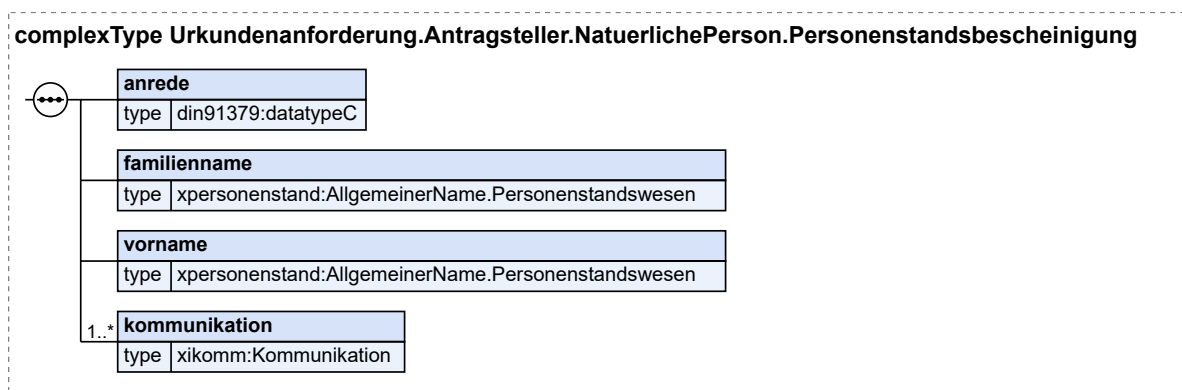 complexType Urkundenanforderung.Antragsteller.NatuerlichePerson.Personenstandsbescheinigung
anrede
type din91379:datatypeC
familienname
type xpersonenstand:AllgemeinerName.Personenstandswesen
vorname
type xpersonenstand:AllgemeinerName.Personenstandswesen
1..* kommunikation
type xikomm:Kommunikation